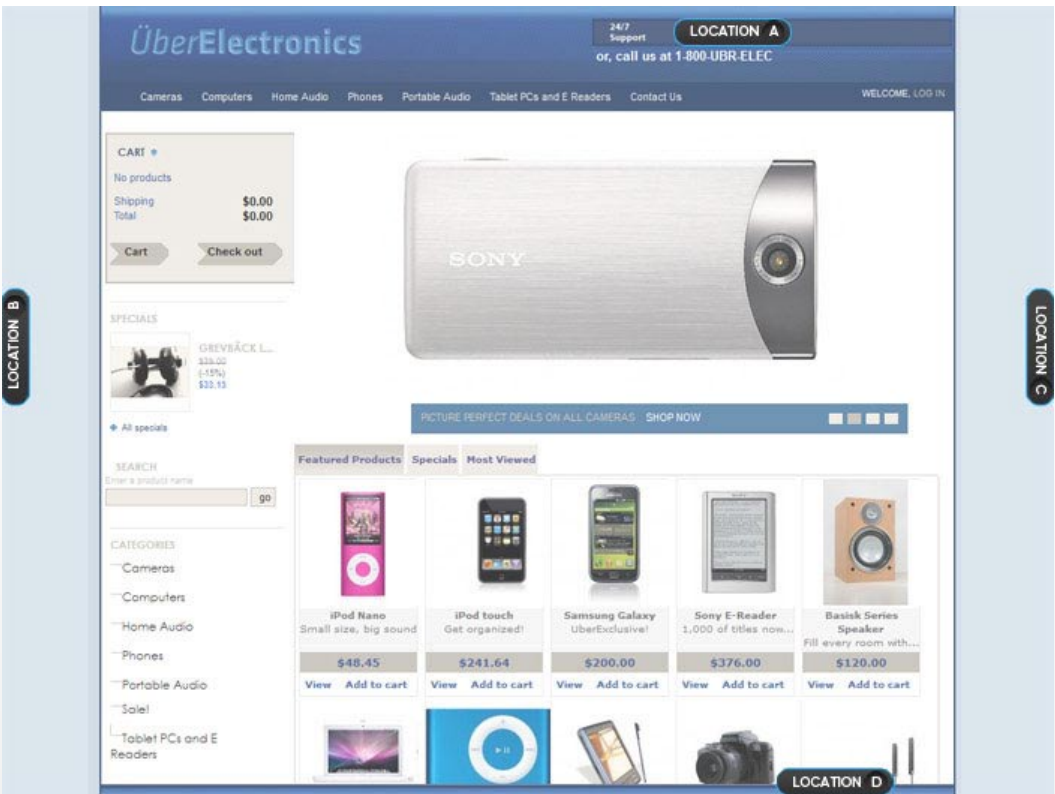 ÜberElectronics
24/7
Support
LOCATION A
or, call us at 1-800-UBR-ELEC
Cameras Computers Home Audio Phones Portable Audio Tablet PCs and E Readers Contact Us
WELCOME, LOG IN
CART
No products
Shipping $0.00
Total $0.00
Cart Check out
SONY
LOCATION B
LOCATION C
SPECIALS
GREVBÄCK L...
$39.00
(-15%)
$33.15
All specials
PICTURE PERFECT DEALS ON ALL CAMERAS SHOP NOW
SEARCH
Enter a product name
go
CATEGORIES
Cameras
Computers
Home Audio
Phones
Portable Audio
Sale!
Tablet PCs and E
Readers
Featured Products Specials Most Viewed
iPod Nano
Small size, big sound
$48.45
View Add to cart
iPod touch
Get organized!
$241.64
View Add to cart
Samsung Galaxy
UberExclusive!
$200.00
View Add to cart
Sony E-Reader
1,000 of titles now...
$376.00
View Add to cart
Basisk Series
Speaker
Fill every room with...
$120.00
View Add to cart
LOCATION D